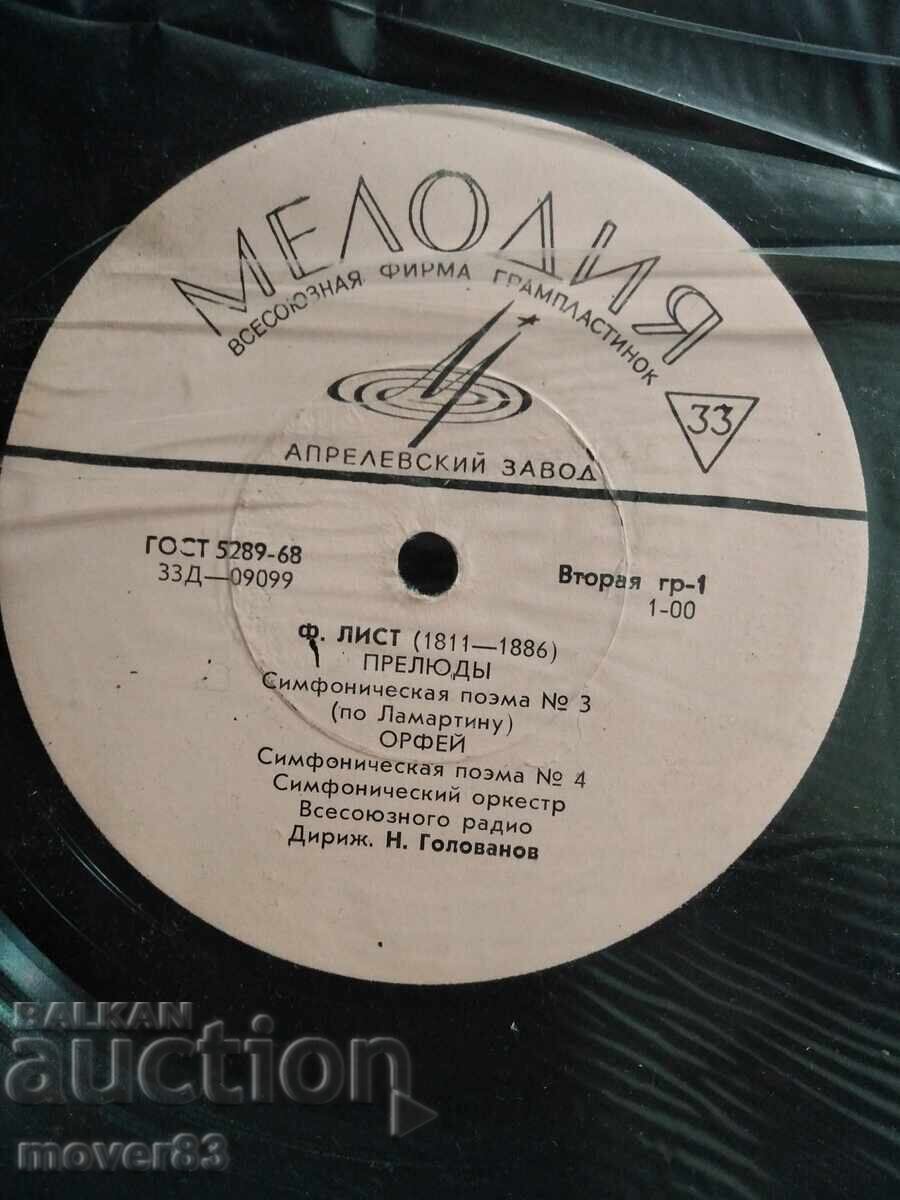 МЕЛОДИЯ
ВСЕСОЮЗНАЯ ФИРМА ГРАМПЛАСТИНОК
33
АПРЕЛЕВСКИЙ ЗАВОД
ГОСТ 5289-68
33Д—09099
Вторая гр-1
1-00
Ф. ЛИСТ (1811—1886)
ПРЕЛЮДЫ
Симфоническая поэма № 3
(по Ламартину)
ОРФЕЙ
Симфоническая поэма № 4
Симфонический оркестр
Всесоюзного радио
Дириж. Н. Голованов
BALKAN
auction
mover83